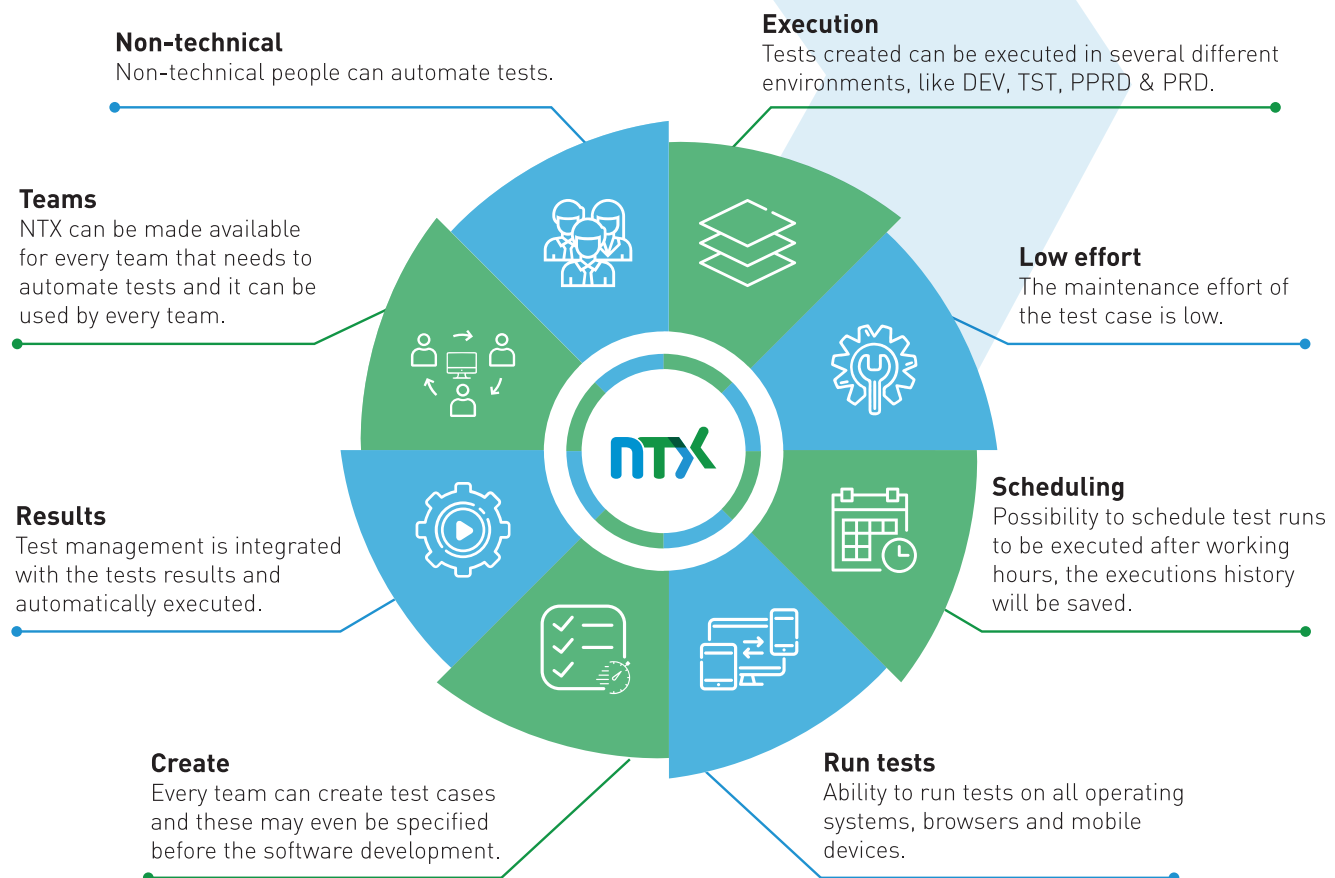 Non-technical
Non-technical people can automate tests.
Execution
Tests created can be executed in several different
environments, like DEV, TST, PPRD & PRD.
Teams
NTX can be made available
for every team that needs to
automate tests and it can be
used by every team.
Low effort
The maintenance effort of
the test case is low.
NTX
Results
Test management is integrated
with the tests results and
automatically executed.
Scheduling
Possibility to schedule test runs
to be executed after working
hours, the executions history
will be saved.
Create
Every team can create test cases
and these may even be specified
before the software development.
Run tests
Ability to run tests on all operating
systems, browsers and mobile
devices.